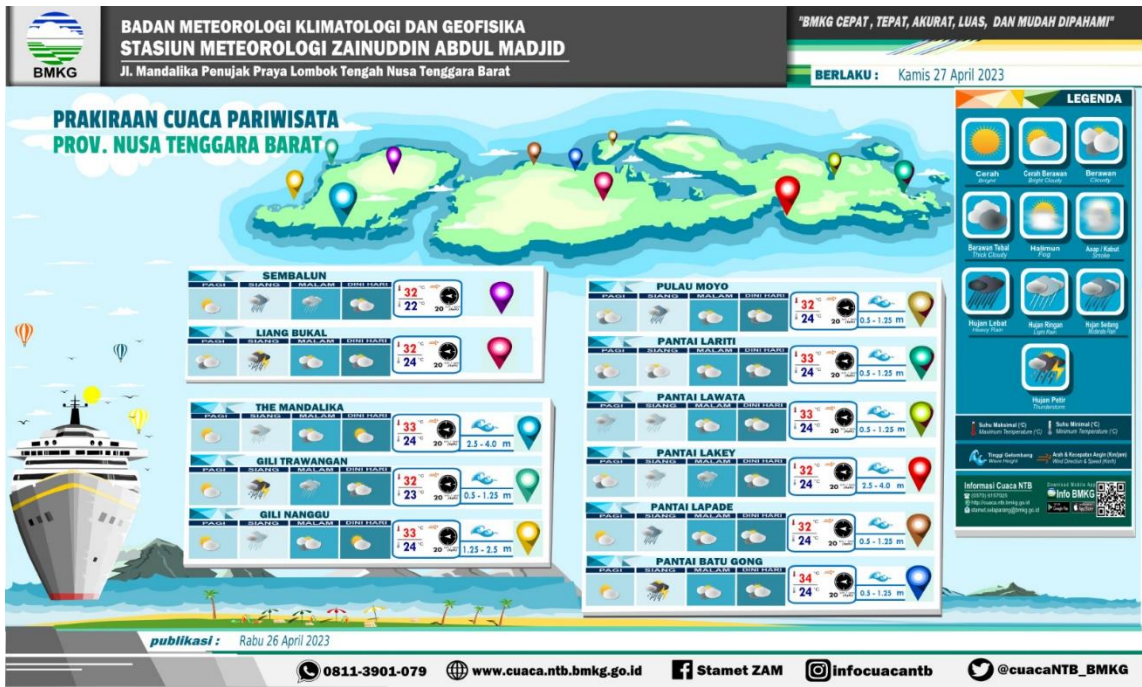 BMKG
BADAN METEOROLOGI KLIMATOLOGI DAN GEOFISIKA
STASIUN METEOROLOGI ZAINUDDIN ABDUL MADJID
Jl. Mandalika Penujak Praya Lombok Tengah Nusa Tenggara Barat
"BMKG CEPAT , TEPAT, AKURAT, LUAS, DAN MUDAH DIPAHAMI"
BERLAKU : Kamis 27 April 2023
PRAKIRAAN CUACA PARIWISATA
PROV. NUSA TENGGARA BARAT
SEMBALUN
PAGI SIANG MALAM DINI HARI
32 °C
22 °C
20
LIANG BUKAL
PAGI SIANG MALAM DINI HARI
32 °C
24 °C
20
THE MANDALIKA
PAGI SIANG MALAM DINI HARI
33 °C
24 °C
20
2.5 - 4.0 m
GILI TRAWANGAN
PAGI SIANG MALAM DINI HARI
32 °C
23 °C
20
0.5 - 1.25 m
GILI NANGGU
PAGI SIANG MALAM DINI HARI
33 °C
24 °C
20
1.25 - 2.5 m
PULAU MOYO
PAGI SIANG MALAM DINI HARI
32 °C
24 °C
20
0.5 - 1.25 m
PANTAI LARITI
PAGI SIANG MALAM DINI HARI
33 °C
24 °C
20
0.5 - 1.25 m
PANTAI LAWATA
PAGI SIANG MALAM DINI HARI
33 °C
24 °C
20
0.5 - 1.25 m
PANTAI LAKEY
PAGI SIANG MALAM DINI HARI
32 °C
24 °C
20
2.5 - 4.0 m
PANTAI LAPADE
PAGI SIANG MALAM DINI HARI
32 °C
24 °C
20
0.5 - 1.25 m
PANTAI BATU GONG
PAGI SIANG MALAM DINI HARI
34 °C
24 °C
20
0.5 - 1.25 m
LEGENDA
Cerah
Bright
Cerah Berawan
Bright Cloudy
Berawan
Cloudy
Berawan Tebal
Thick Cloudy
Halimun
Fog
Asap / Kabut
Smoke
Hujan Lebat
Heavy Rain
Hujan Ringan
Light Rain
Hujan Sedang
Moderate Rain
Hujan Petir
Thunderstorm
Suhu Maksimal (°C)
Maximum Temperature (°C)
Suhu Minimal (°C)
Minimum Temperature (°C)
Tinggi Gelombang
Wave Height
Arah & Kecepatan Angin (Km/jam)
Wind Direction & Speed (Km/h)
Informasi Cuaca NTB
Download Mobile App
Info BMKG
publikasi : Rabu 26 April 2023
0811-3901-079
www.cuaca.ntb.bmkg.go.id
Stamet ZAM
infocuacantb
@cuacaNTB_BMKG